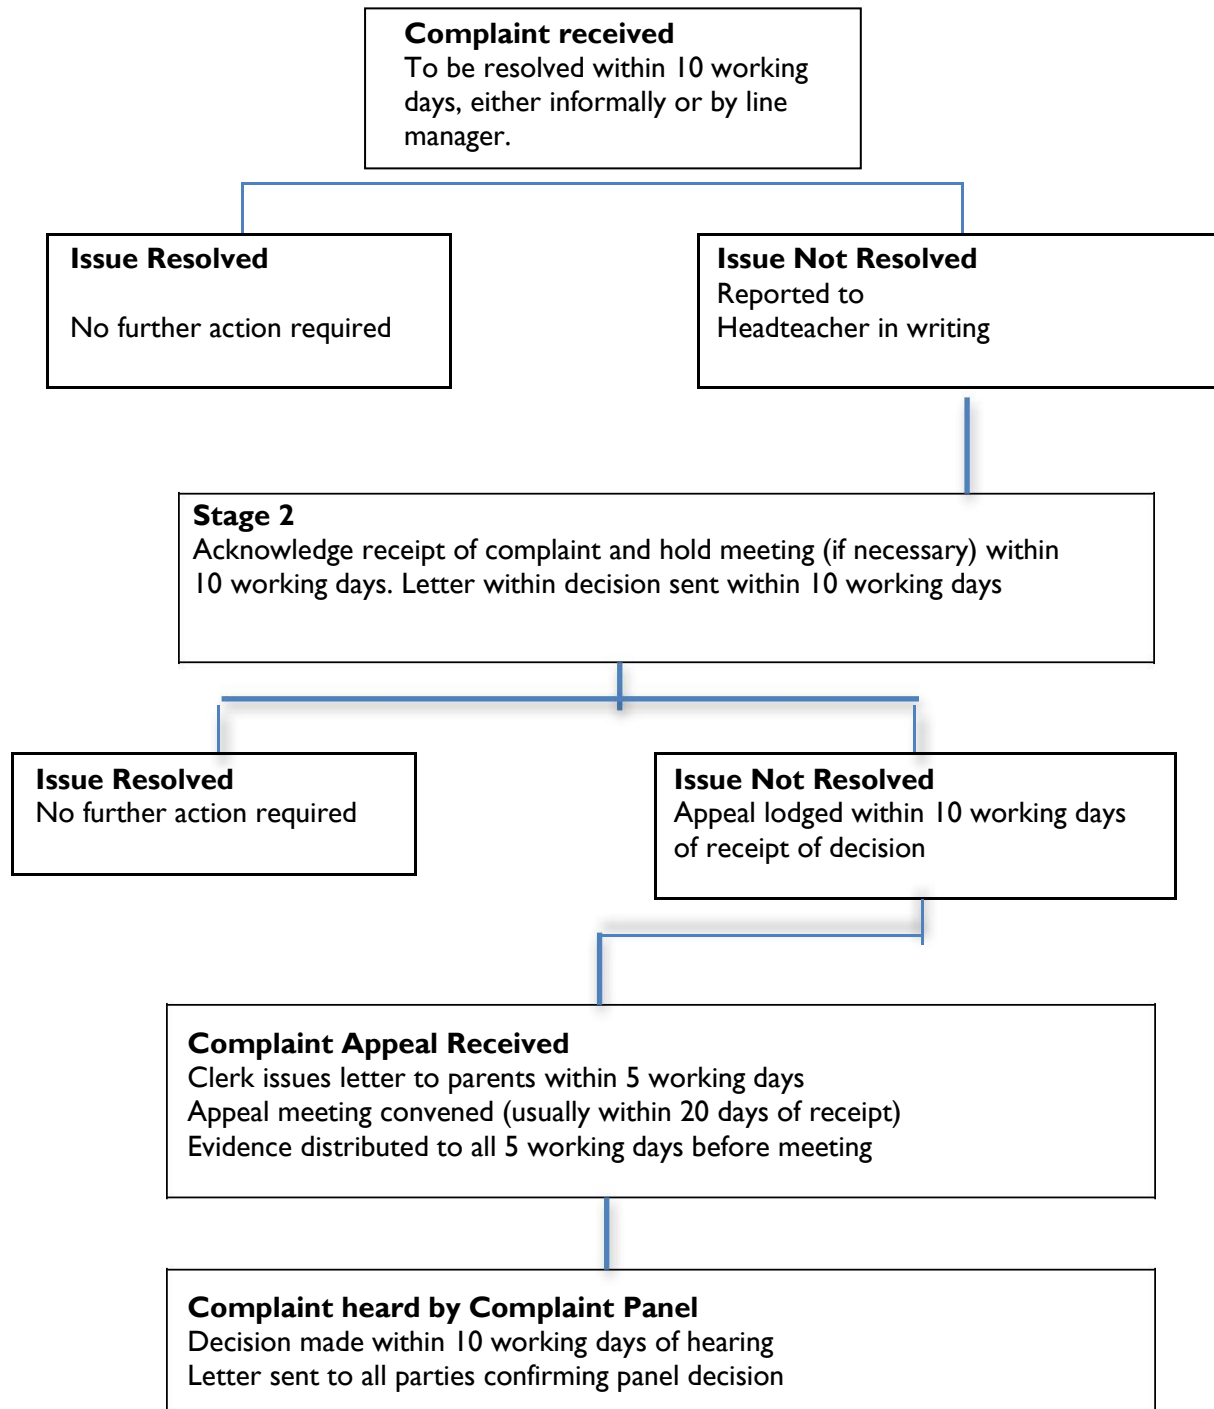 Complaint received
To be resolved within 10 working
days, either informally or by line
manager.
Issue Resolved
No further action required
Issue Not Resolved
Reported to
Headteacher in writing
Stage 2
Acknowledge receipt of complaint and hold meeting (if necessary) within
10 working days. Letter within decision sent within 10 working days
Issue Resolved
No further action required
Issue Not Resolved
Appeal lodged within 10 working days
of receipt of decision
Complaint Appeal Received
Clerk issues letter to parents within 5 working days
Appeal meeting convened (usually within 20 days of receipt)
Evidence distributed to all 5 working days before meeting
Complaint heard by Complaint Panel
Decision made within 10 working days of hearing
Letter sent to all parties confirming panel decision